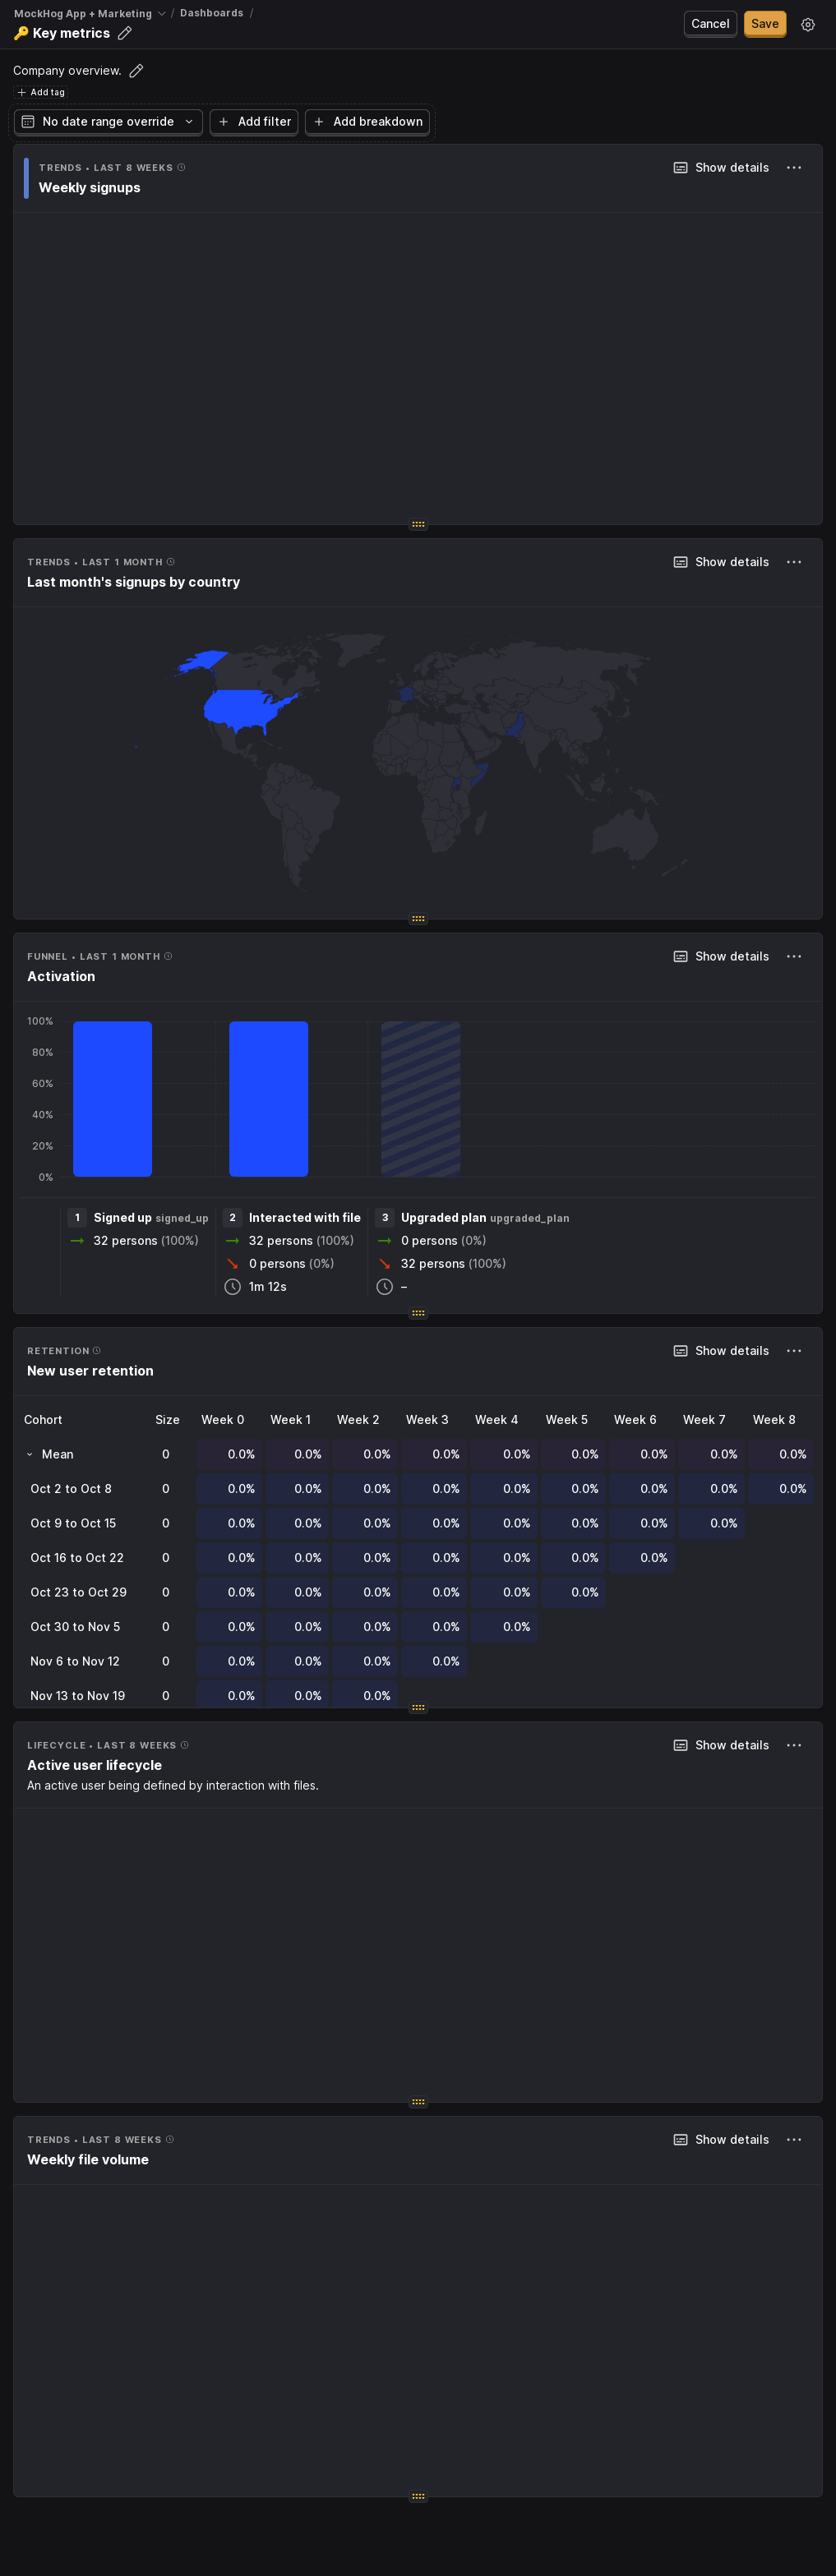 MockHog App + Marketing / Dashboards /
🔑 Key metrics
Cancel
Save
Company overview.
Add tag
No date range override
Add filter
Add breakdown
TRENDS • LAST 8 WEEKS
Weekly signups
Show details
TRENDS • LAST 1 MONTH
Last month's signups by country
Show details
FUNNEL • LAST 1 MONTH
Activation
Show details
100%
80%
60%
40%
20%
0%
1 Signed up signed_up
32 persons (100%)
2 Interacted with file
32 persons (100%)
0 persons (0%)
1m 12s
3 Upgraded plan upgraded_plan
0 persons (0%)
32 persons (100%)
–
RETENTION
New user retention
Show details
Cohort Size Week 0 Week 1 Week 2 Week 3 Week 4 Week 5 Week 6 Week 7 Week 8
Mean 0 0.0% 0.0% 0.0% 0.0% 0.0% 0.0% 0.0% 0.0% 0.0%
Oct 2 to Oct 8 0 0.0% 0.0% 0.0% 0.0% 0.0% 0.0% 0.0% 0.0% 0.0%
Oct 9 to Oct 15 0 0.0% 0.0% 0.0% 0.0% 0.0% 0.0% 0.0% 0.0%
Oct 16 to Oct 22 0 0.0% 0.0% 0.0% 0.0% 0.0% 0.0% 0.0%
Oct 23 to Oct 29 0 0.0% 0.0% 0.0% 0.0% 0.0% 0.0%
Oct 30 to Nov 5 0 0.0% 0.0% 0.0% 0.0% 0.0%
Nov 6 to Nov 12 0 0.0% 0.0% 0.0% 0.0%
Nov 13 to Nov 19 0 0.0% 0.0% 0.0%
LIFECYCLE • LAST 8 WEEKS
Active user lifecycle
An active user being defined by interaction with files.
Show details
TRENDS • LAST 8 WEEKS
Weekly file volume
Show details